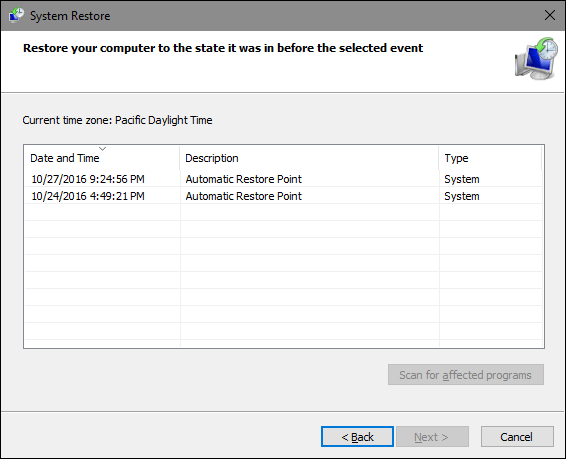 System Restore
Restore your computer to the state it was in before the selected event
Current time zone: Pacific Daylight Time
Date and Time Description Type
10/27/2016 9:24:56 PM Automatic Restore Point System
10/24/2016 4:49:21 PM Automatic Restore Point System
Scan for affected programs
< Back Next > Cancel